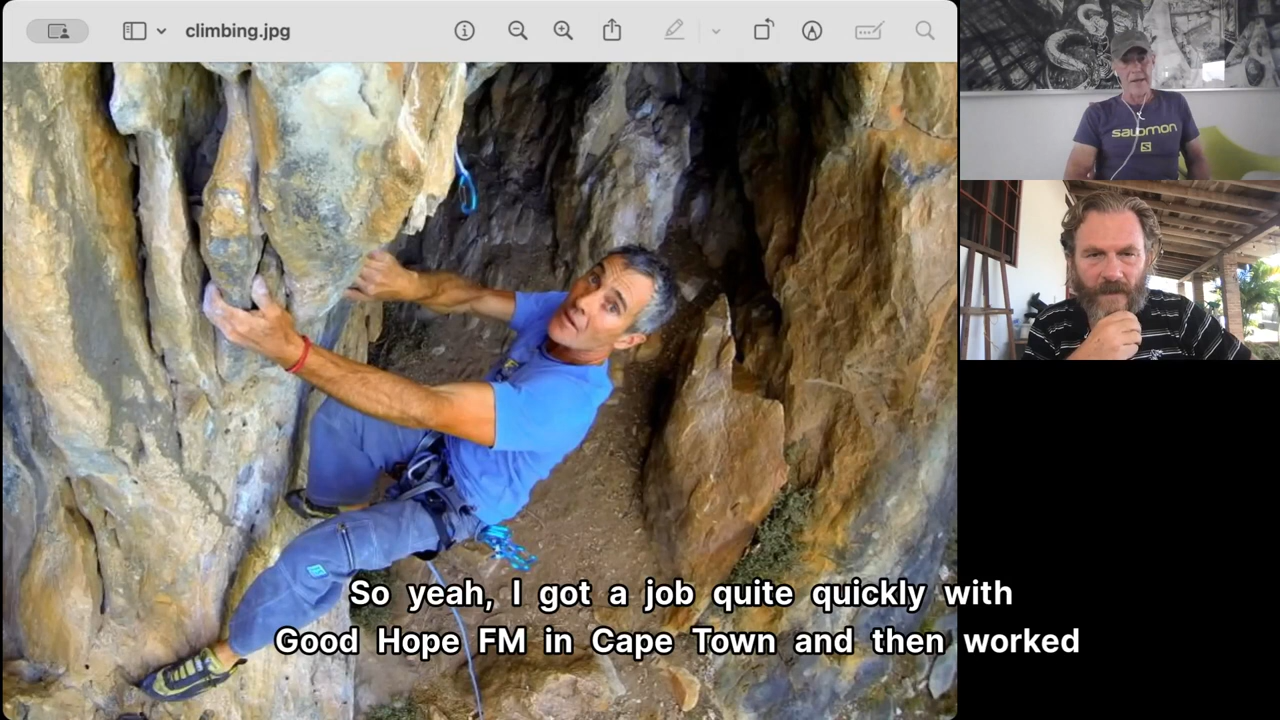 climbing.jpg
salomon
S
So yeah, I got a job quite quickly with
Good Hope FM in Cape Town and then worked